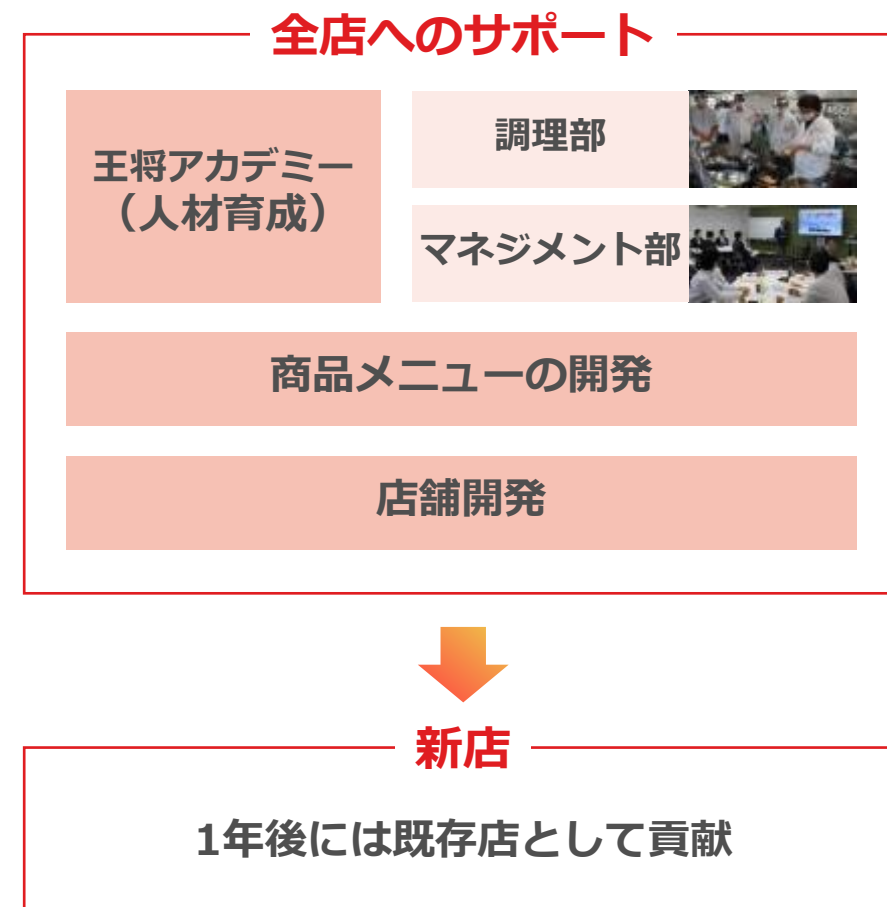 全店へのサポート
王将アカデミー
（人材育成）
調理部
マネジメント部
商品メニューの開発
店舗開発
新店
1年後には既存店として貢献